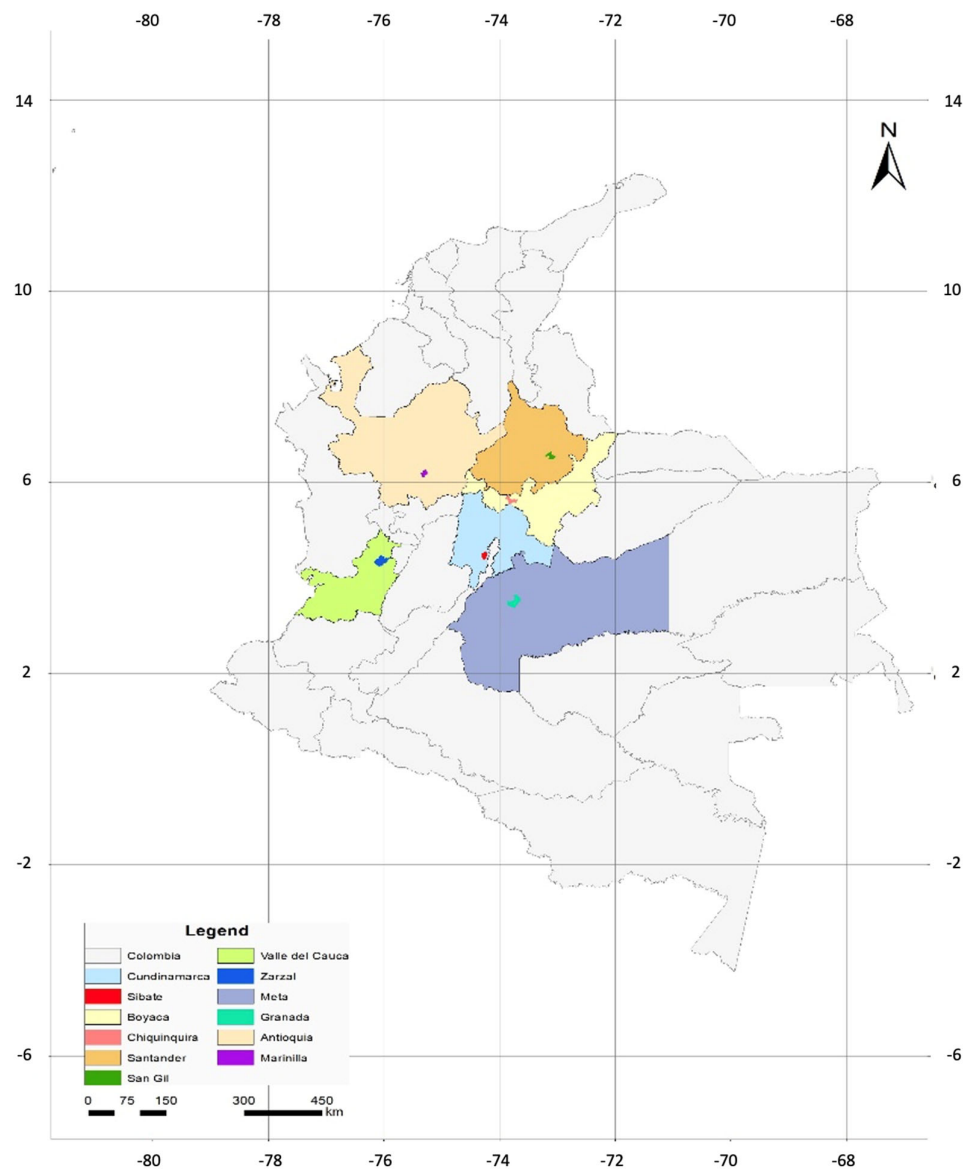 -80 -78 -76 -74 -72 -70 -68
14 14
N
10 10
6 6
2 2
-2 -2
Legend
Colombia Valle del Cauca
Cundinamarca Zarzal
Sibate Meta
Boyaca Granada
Chiquinquira Antioquia
Santander Marinilla
San Gil
-6 -6
0 75 150 300 450
km
-80 -78 -76 -74 -72 -70 -68